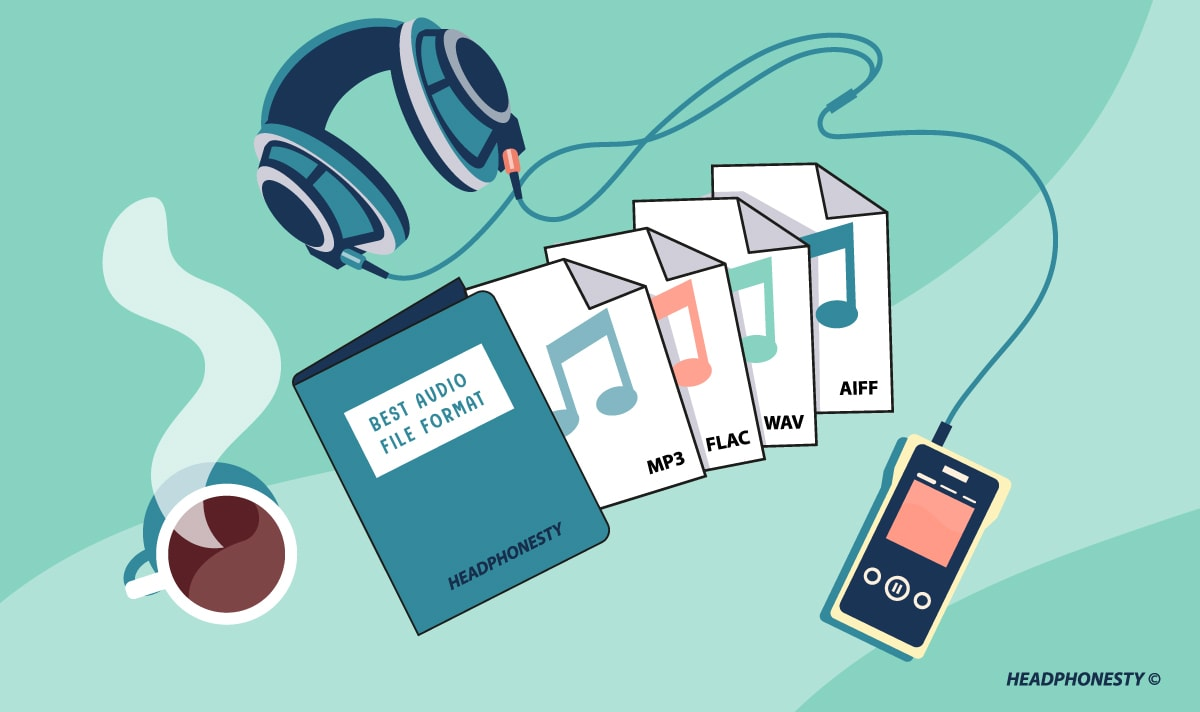 BEST AUDIO
FILE FORMAT
HEADPHONESTY
MP3
FLAC
WAV
AIFF
HEADPHONESTY ©